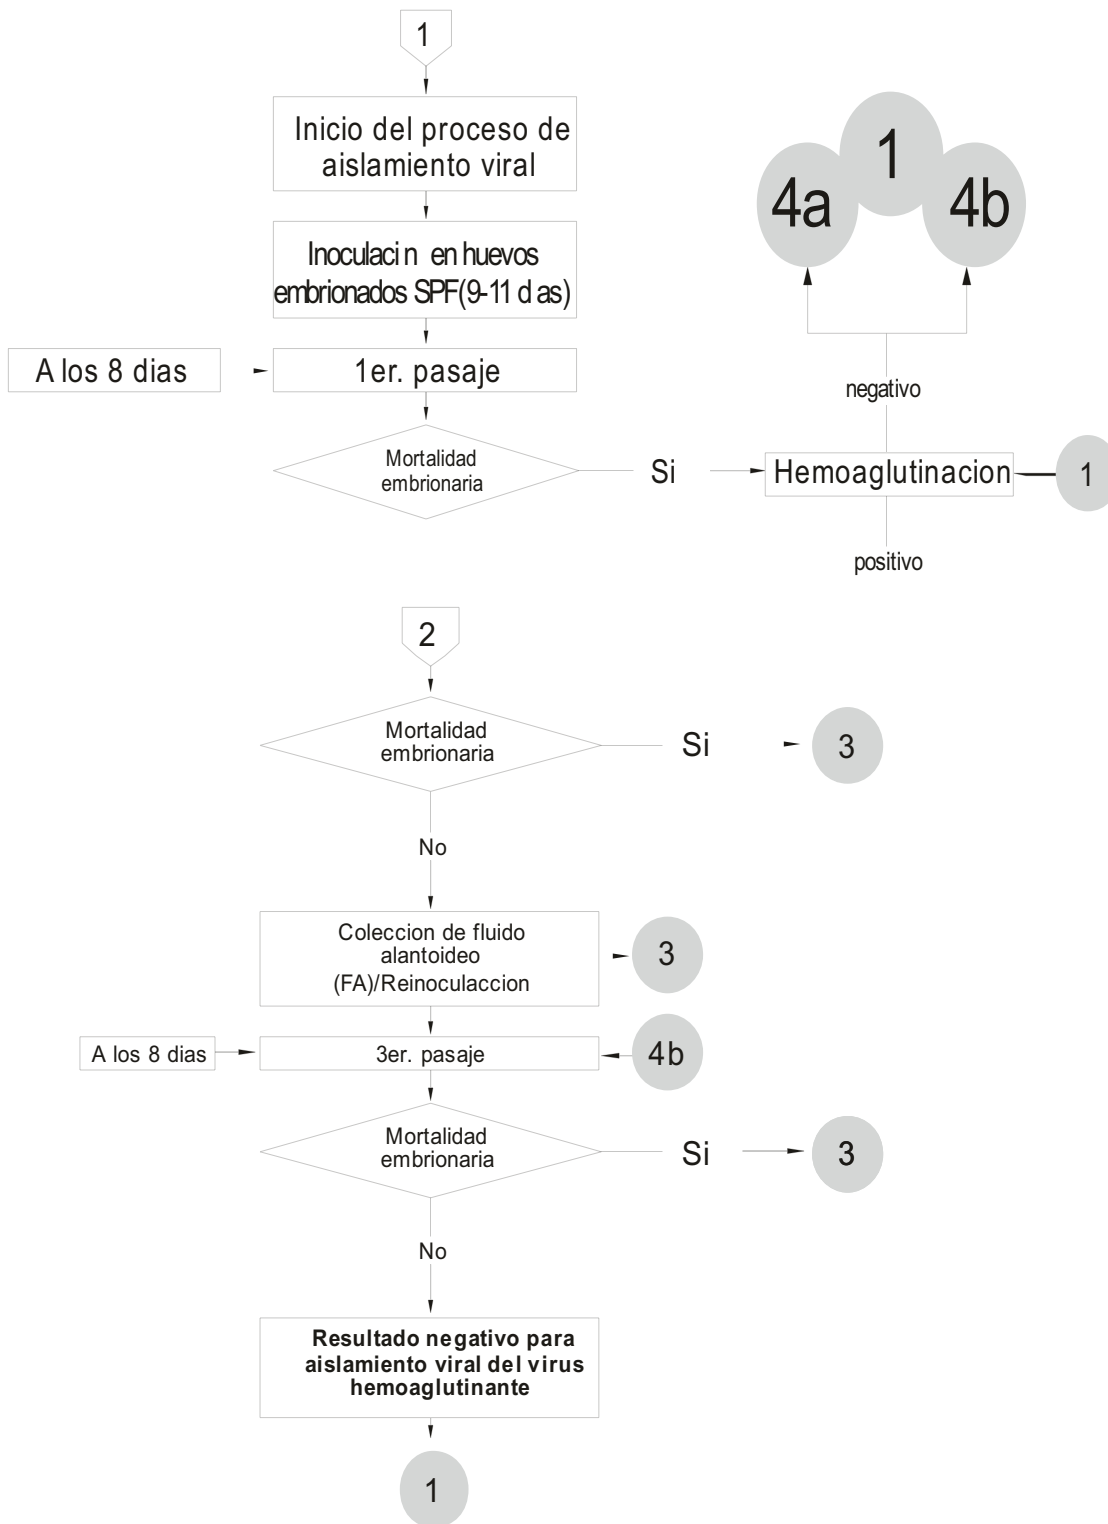 1
Inicio del proceso de
aislamiento viral
Inoculaci n en huevos
embrionados SPF(9-11 d as)
A los 8 dias
1er. pasaje
Mortalidad
embrionaria
Si
Hemoaglutinacion
1
negativo
4a
1
4b
positivo
2
Mortalidad
embrionaria
Si
3
No
Coleccion de fluido
alantoideo
(FA)/Reinoculaccion
3
A los 8 dias
3er. pasaje
4b
Mortalidad
embrionaria
Si
3
No
Resultado negativo para
aislamiento viral del virus
hemoaglutinante
1